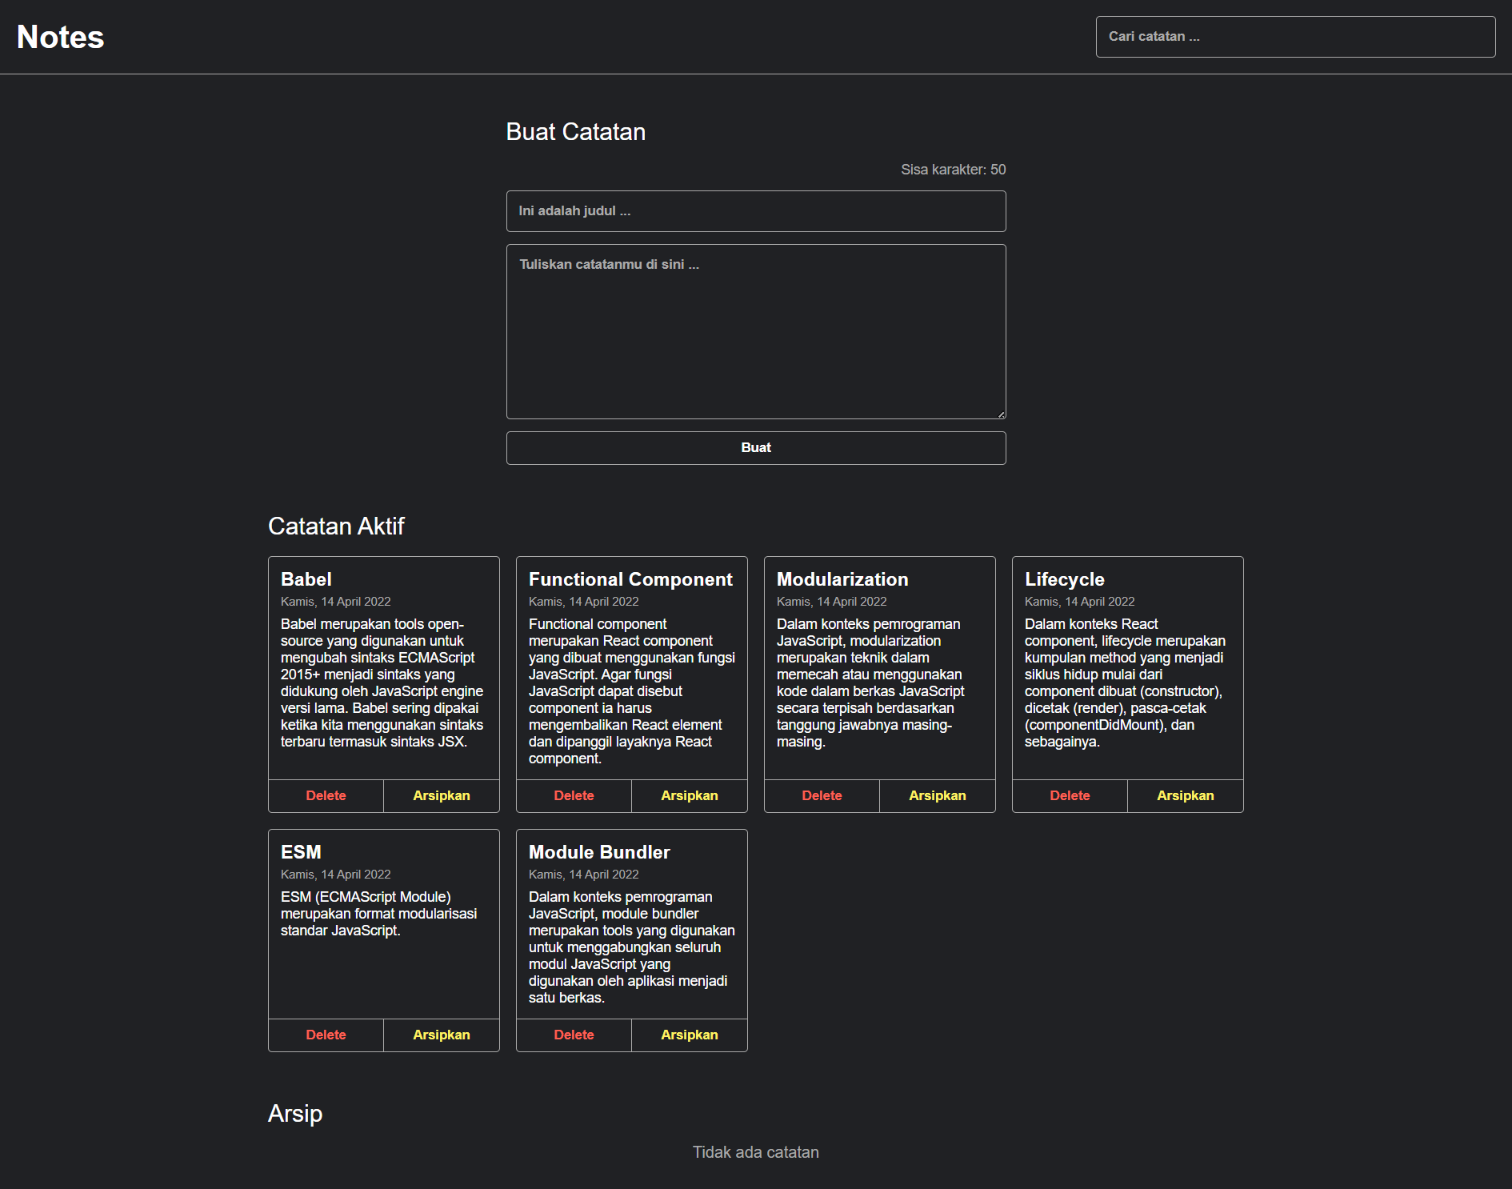 Notes
Cari catatan ...
Buat Catatan
Sisa karakter: 50
Ini adalah judul ...
Tuliskan catatanmu di sini ...
Buat
Catatan Aktif
Babel
Kamis, 14 April 2022
Babel merupakan tools open-
source yang digunakan untuk
mengubah sintaks ECMAScript
2015+ menjadi sintaks yang
didukung oleh JavaScript engine
versi lama. Babel sering dipakai
ketika kita menggunakan sintaks
terbaru termasuk sintaks JSX.
Delete
Arsipkan
Functional Component
Kamis, 14 April 2022
Functional component
merupakan React component
yang dibuat menggunakan fungsi
JavaScript. Agar fungsi
JavaScript dapat disebut
component ia harus
mengembalikan React element
dan dipanggil layaknya React
component.
Delete
Arsipkan
Modularization
Kamis, 14 April 2022
Dalam konteks pemrograman
JavaScript, modularization
merupakan teknik dalam
memecah atau menggunakan
kode dalam berkas JavaScript
secara terpisah berdasarkan
tanggung jawabnya masing-
masing.
Delete
Arsipkan
Lifecycle
Kamis, 14 April 2022
Dalam konteks React
component, lifecycle merupakan
kumpulan method yang menjadi
siklus hidup mulai dari
component dibuat (constructor),
dicetak (render), pasca-cetak
(componentDidMount), dan
sebagainya.
Delete
Arsipkan
ESM
Kamis, 14 April 2022
ESM (ECMAScript Module)
merupakan format modularisasi
standar JavaScript.
Delete
Arsipkan
Module Bundler
Kamis, 14 April 2022
Dalam konteks pemrograman
JavaScript, module bundler
merupakan tools yang digunakan
untuk menggabungkan seluruh
modul JavaScript yang
digunakan oleh aplikasi menjadi
satu berkas.
Delete
Arsipkan
Arsip
Tidak ada catatan